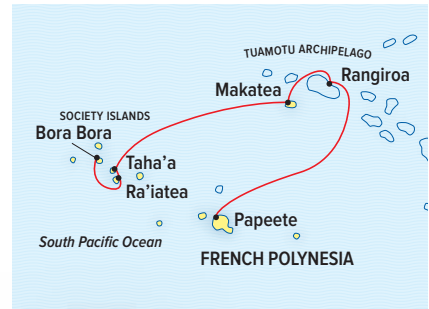 TUAMOTU ARCHIPELAGO
Rangiroa
Makatea
SOCIETY ISLANDS
Bora Bora
Taha'a
Ra'iatea
Papeete
South Pacific Ocean
FRENCH POLYNESIA